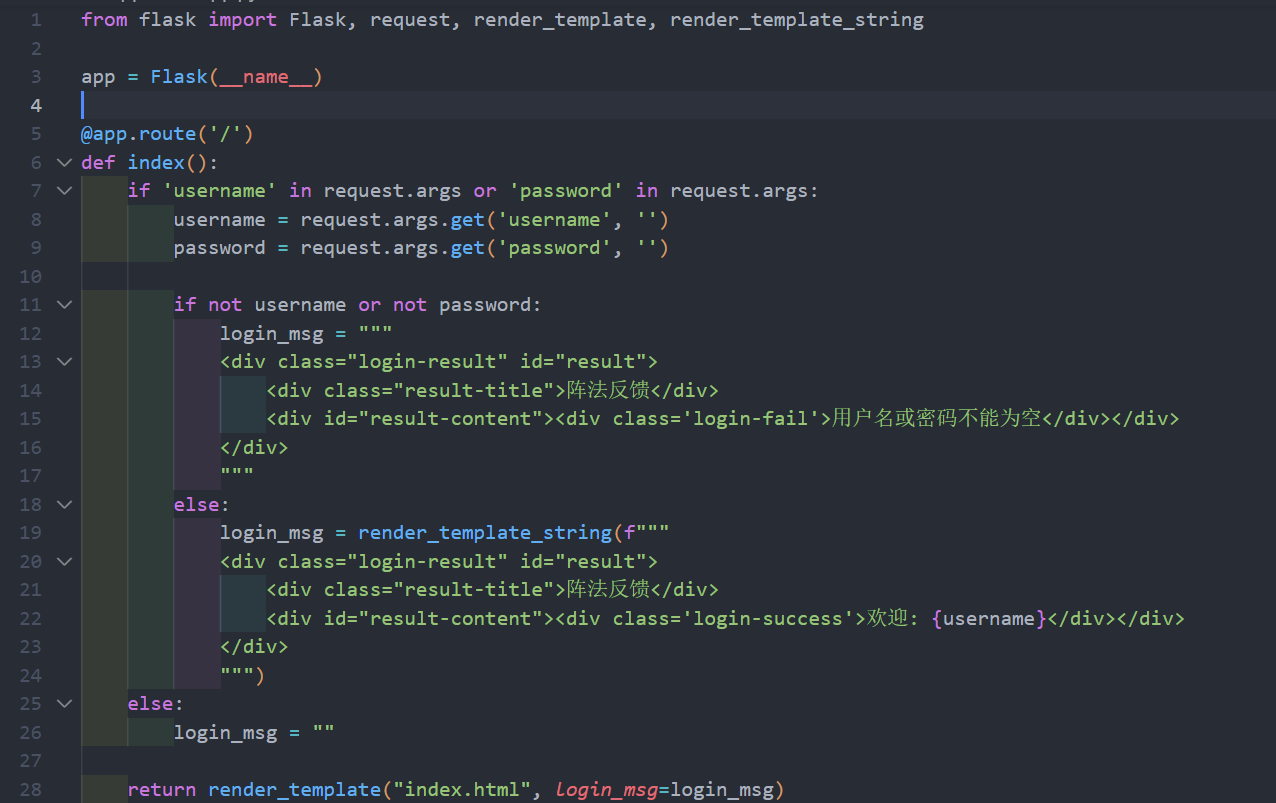 1 from flask import Flask, request, render_template, render_template_string
2
3 app = Flask(__name__)
4
5 @app.route('/')
6 def index():
7     if 'username' in request.args or 'password' in request.args:
8         username = request.args.get('username', '')
9         password = request.args.get('password', '')
10
11         if not username or not password:
12             login_msg = """
13             <div class="login-result" id="result">
14                 <div class="result-title">阵法反馈</div>
15                 <div id="result-content"><div class='login-fail'>用户名或密码不能为空</div></div>
16             </div>
17             """
18         else:
19             login_msg = render_template_string(f"""
20             <div class="login-result" id="result">
21                 <div class="result-title">阵法反馈</div>
22                 <div id="result-content"><div class='login-success'>欢迎: {username}</div></div>
23             </div>
24             """)
25     else:
26         login_msg = ""
27
28     return render_template("index.html", login_msg=login_msg)